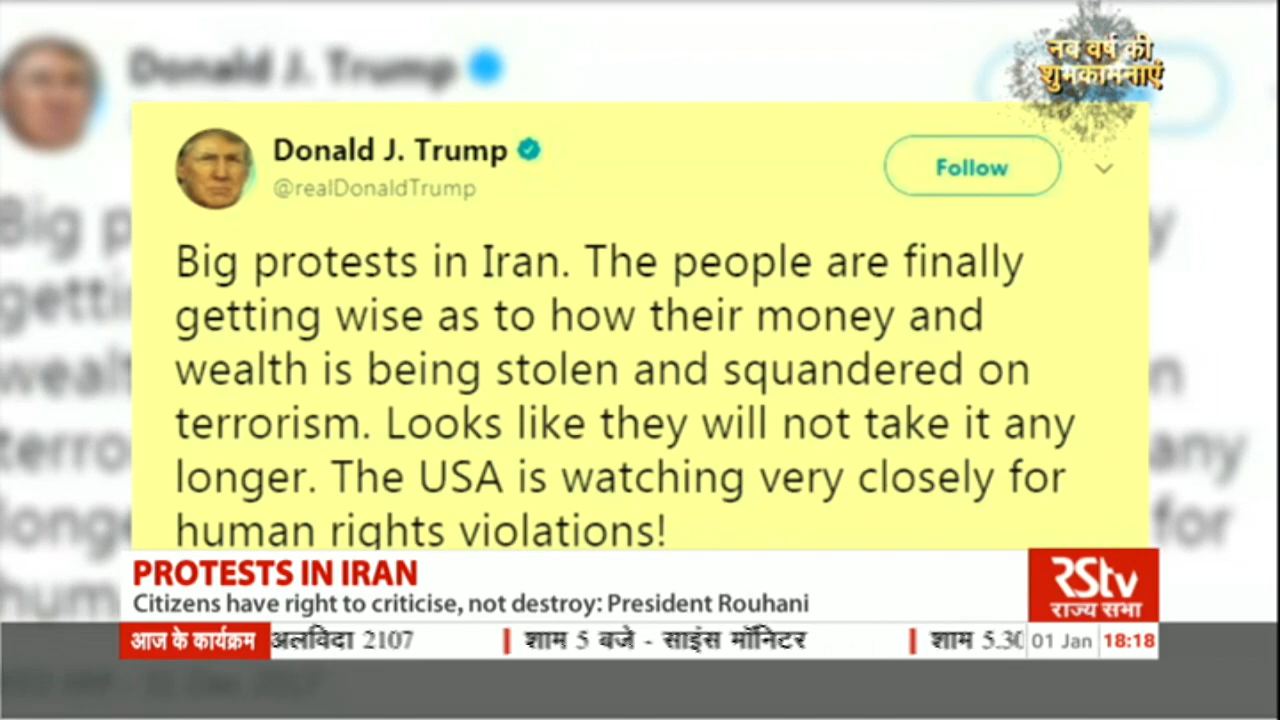 नव वर्ष की
शुभकामनाएं
Donald J. Trump
Donald J. Trump
@realDonaldTrump
Follow
Big protests in Iran. The people are finally
getting wise as to how their money and
wealth is being stolen and squandered on
terrorism. Looks like they will not take it any
longer. The USA is watching very closely for
human rights violations!
PROTESTS IN IRAN
Citizens have right to criticise, not destroy: President Rouhani
RStv
राज्य सभा
आज के कार्यक्रम अलविदा 2107 शाम 5 बजे - साइंस मॉनिटर शाम 5.30 01 Jan 18:18